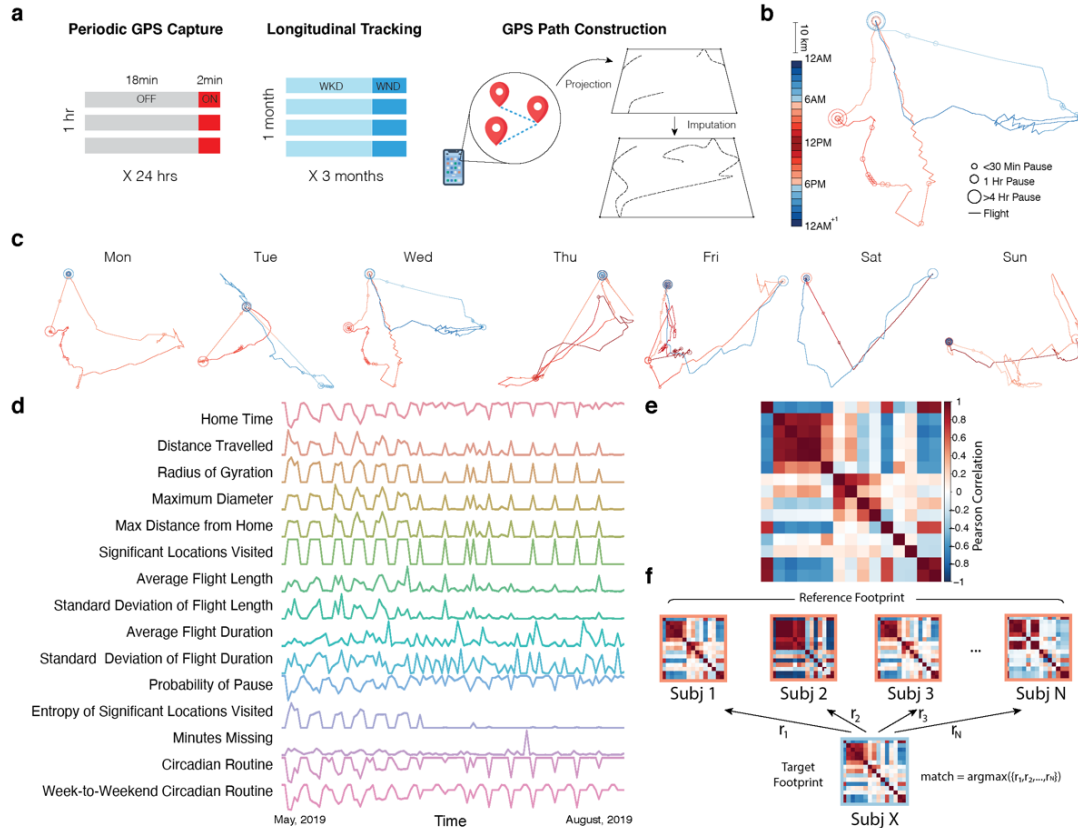 a
Periodic GPS Capture
18min
2min
OFF
ON
1 hr
X 24 hrs
Longitudinal Tracking
WKD
WND
1 month
X 3 months
GPS Path Construction
Projection
Imputation
b
10 km
12AM
6AM
12PM
6PM
12AM+1
<30 Min Pause
1 Hr Pause
>4 Hr Pause
Flight
c
Mon
Tue
Wed
Thu
Fri
Sat
Sun
d
Home Time
Distance Travelled
Radius of Gyration
Maximum Diameter
Max Distance from Home
Significant Locations Visited
Average Flight Length
Standard Deviation of Flight Length
Average Flight Duration
Standard Deviation of Flight Duration
Probability of Pause
Entropy of Significant Locations Visited
Minutes Missing
Circadian Routine
Week-to-Weekend Circadian Routine
May, 2019
Time
August, 2019
e
1
0.8
0.6
0.4
0.2
0
-0.2
-0.4
-0.6
-0.8
-1
Pearson Correlation
f
Reference Footprint
...
Subj 1
Subj 2
Subj 3
Subj N
r1
r2
r3
rN
Target
Footprint
match = argmax({r1,r2,...,rN})
Subj X